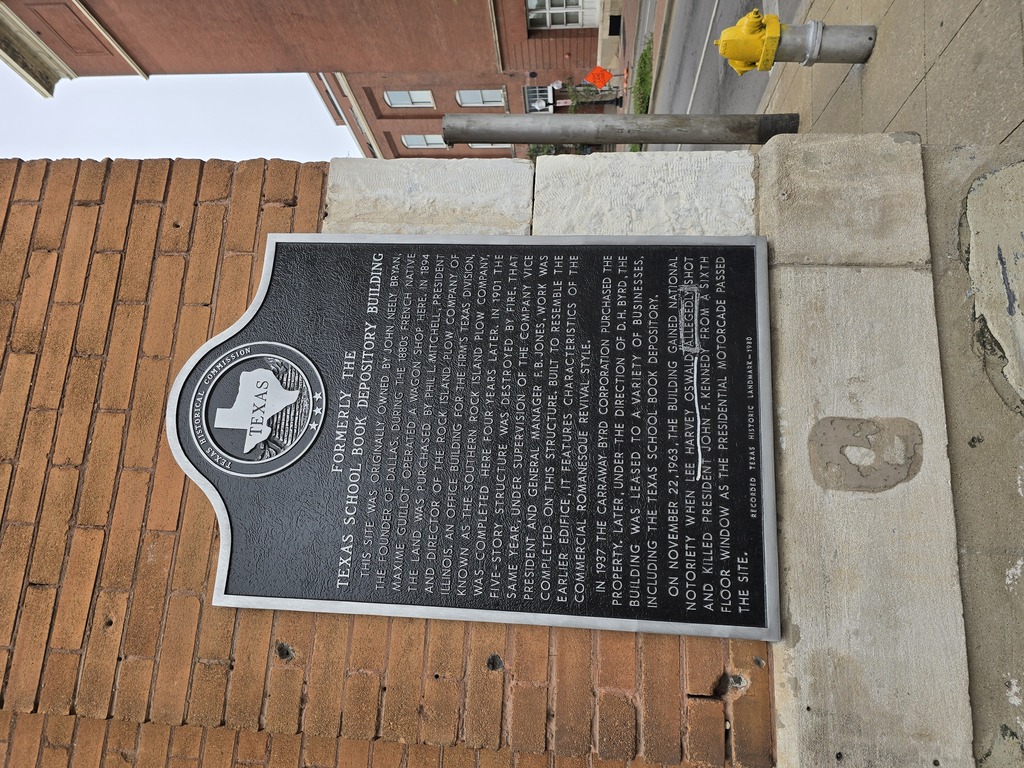 TEXAS HISTORICAL COMMISSION
TEXAS
FORMERLY THE
TEXAS SCHOOL BOOK DEPOSITORY BUILDING
THIS SITE WAS ORIGINALLY OWNED BY JOHN NEELY BRYAN,
THE FOUNDER OF DALLAS. DURING THE 1880s FRENCH NATIVE
MAXIME GUILLOT OPERATED A WAGON SHOP HERE. IN 1894
THE LAND WAS PURCHASED BY PHIL MITCHELL, PRESIDENT
AND DIRECTOR OF THE ROCK ISLAND PLOW COMPANY OF
ILLINOIS. AN OFFICE BUILDING FOR THE FIRM'S TEXAS DIVISION,
KNOWN AS THE SOUTHERN ROCK ISLAND PLOW COMPANY,
WAS COMPLETED HERE FOUR YEARS LATER. IN 1901 THE
FIVE-STORY STRUCTURE WAS DESTROYED BY FIRE. THAT
SAME YEAR, UNDER SUPERVISION OF THE COMPANY VICE
PRESIDENT AND GENERAL MANAGER F.B. JONES, WORK WAS
COMPLETED ON THIS STRUCTURE. BUILT TO RESEMBLE THE
EARLIER EDIFICE, IT FEATURES CHARACTERISTICS OF THE
COMMERCIAL ROMANESQUE REVIVAL STYLE.
IN 1937 THE CARRAWAY BYRD CORPORATION PURCHASED THE
PROPERTY. LATER, UNDER THE DIRECTION OF D.H. BYRD, THE
BUILDING WAS LEASED TO A VARIETY OF BUSINESSES,
INCLUDING THE TEXAS SCHOOL BOOK DEPOSITORY.
ON NOVEMBER 22, 1963, THE BUILDING GAINED NATIONAL
NOTORIETY WHEN LEE HARVEY OSWALD ALLEGEDLY SHOT
AND KILLED PRESIDENT JOHN F. KENNEDY FROM A SIXTH
FLOOR WINDOW AS THE PRESIDENTIAL MOTORCADE PASSED
THE SITE.
RECORDED TEXAS HISTORIC LANDMARK—1980